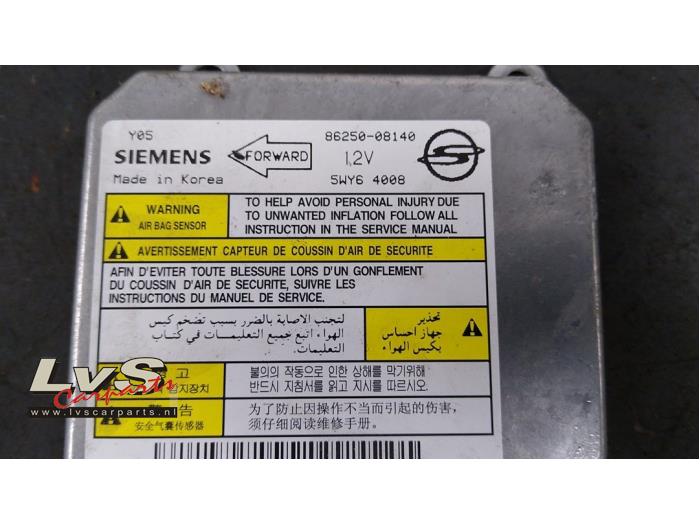 Y05
86250-08140
SIEMENS
FORWARD
1,2V
Made in Korea
5WY6 4008
WARNING
AIR BAG SENSOR
TO HELP AVOID PERSONAL INJURY DUE
TO UNWANTED INFLATION FOLLOW ALL
INSTRUCTION IN THE SERVICE MANUAL
AVERTISSEMENT CAPTEUR DE COUSSIN D'AIR DE SECURITE
AFIN D'EVITER TOUTE BLESSURE LORS D'UN GONFLEMENT
DU COUSSIN D'AIR DE SECURITE, SUIVRE LES
INSTRUCTIONS DU MANUEL DE SERVICE.
لتجنب الاصابة بالضرر بسبب تضخم كيس
الهواء اتبع جميع التعليمات في كتاب
التعليمات.
تحذير
جهاز احساس
بكيس الهواء
고
감지장치
불의의 작동으로 인한 상해를 막기위해
반드시 지침서를 읽고 지시를 따르시오.
告
安全气囊传感器
为了防止因操作不当而引起的伤害，
须仔细阅读维修手册。
LvS
Carparts
www.lvscarparts.nl